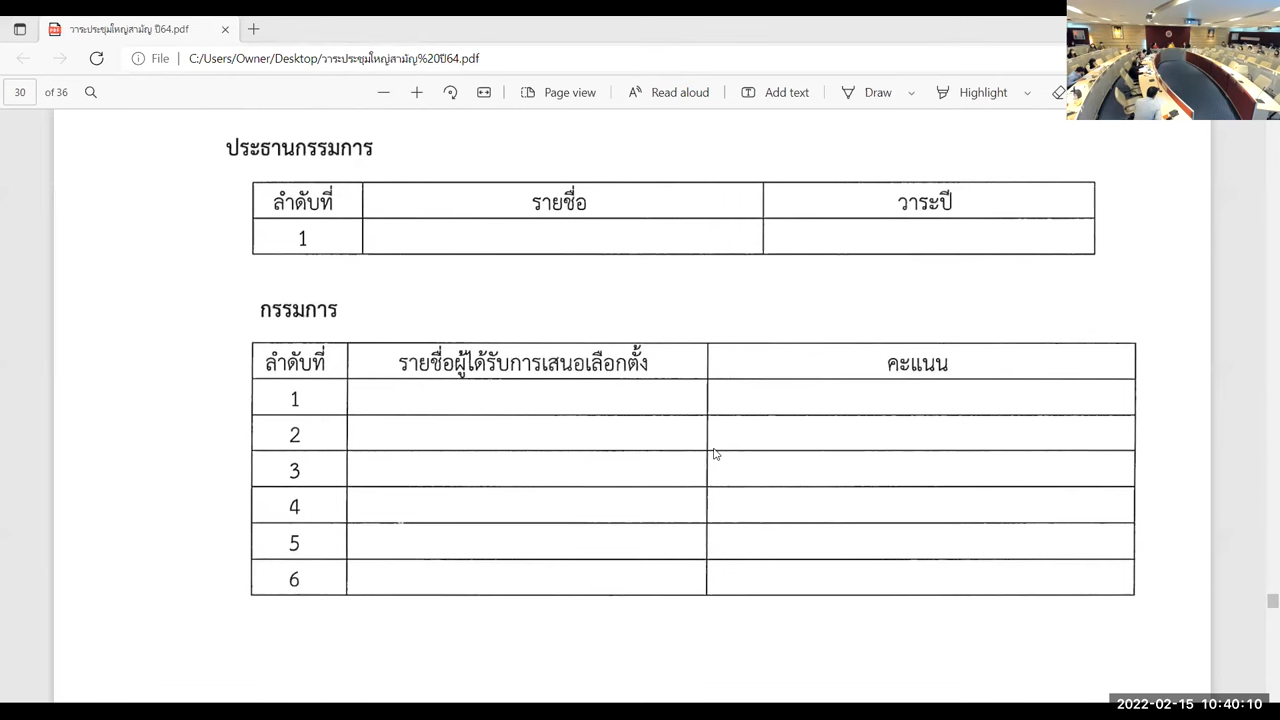 วาระประชุมใหญ่สามัญ ปี64.pdf
File C:/Users/Owner/Desktop/วาระประชุมใหญ่สามัญ%20ปี64.pdf
30 of 36 Page view Read aloud Add text Draw Highlight
ประธานกรรมการ
ลำดับที่ รายชื่อ วาระปี
1
กรรมการ
ลำดับที่ รายชื่อผู้ได้รับการเสนอเลือกตั้ง คะแนน
1
2
3
4
5
6
2022-02-15 10:40:10